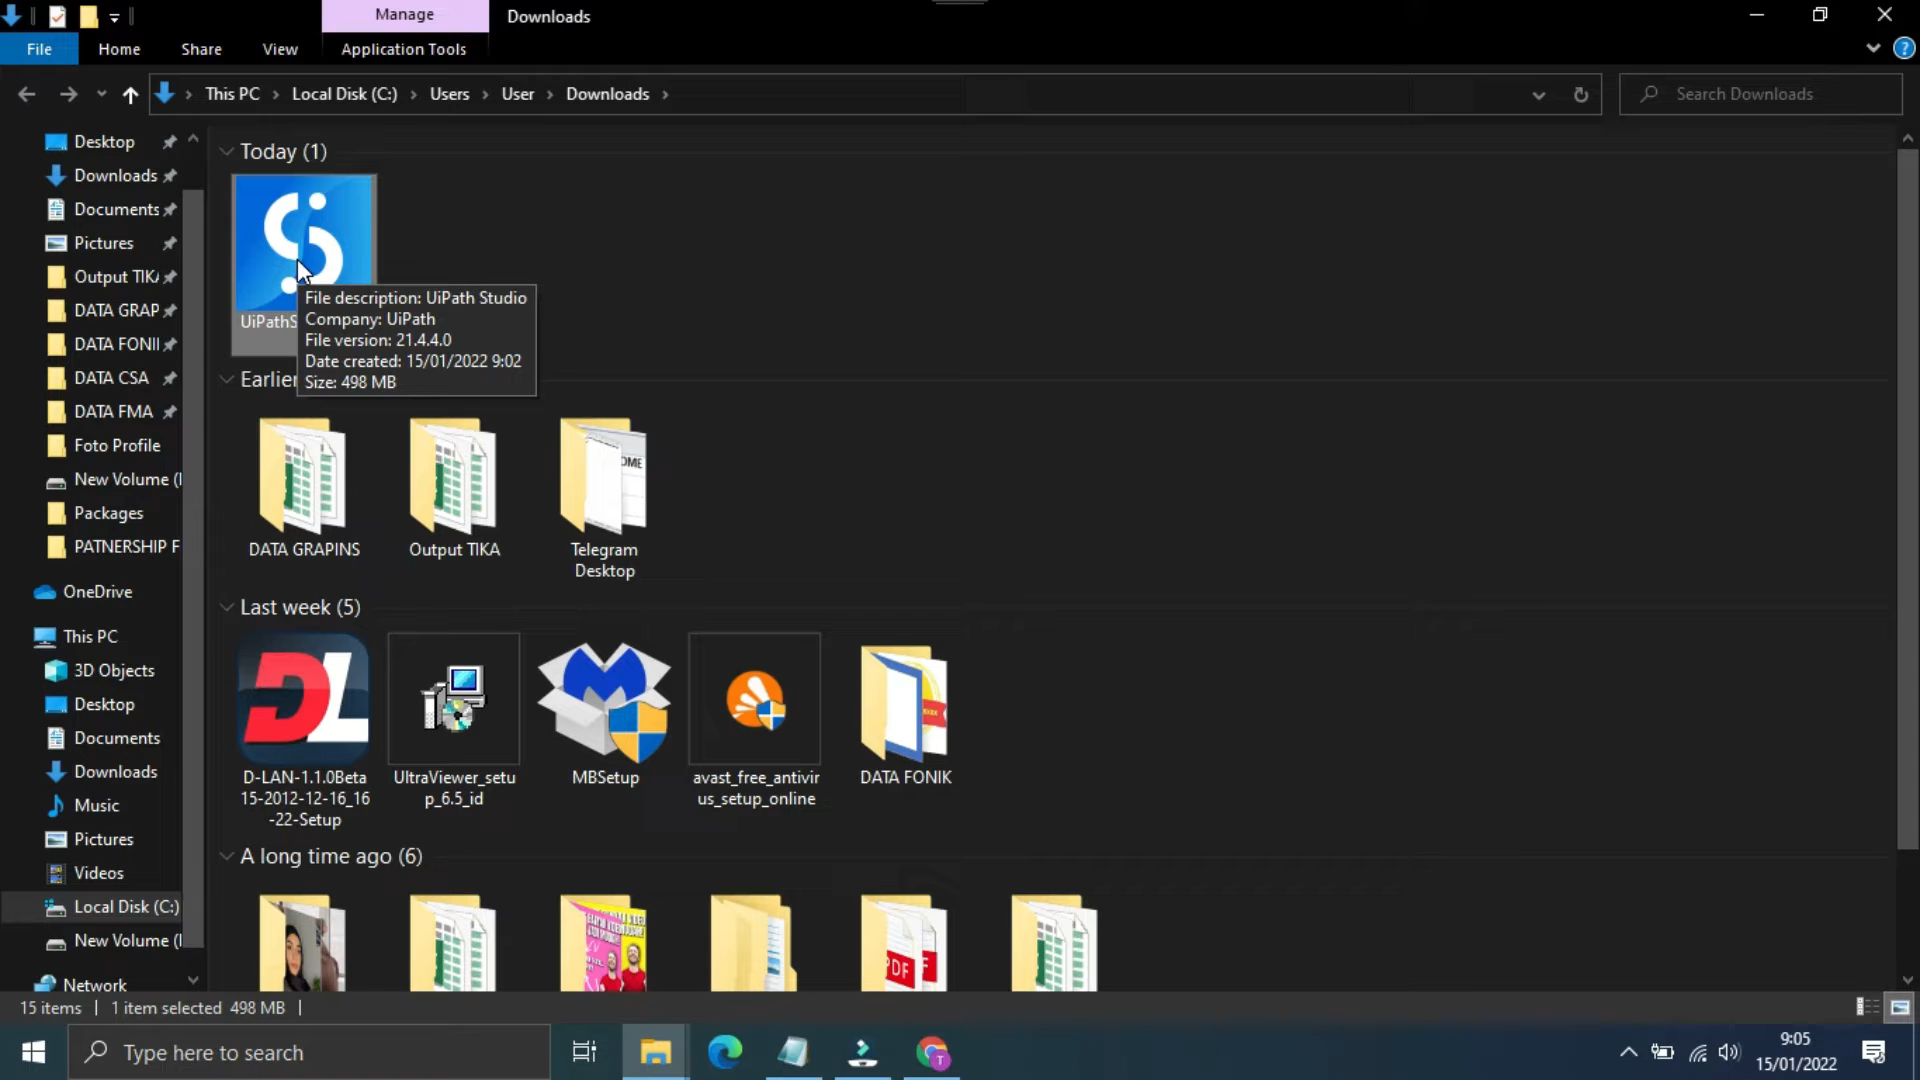 Manage
Downloads
File
Home
Share
View
Application Tools
This PC
Local Disk (C:)
Users
User
Downloads
Search Downloads
Desktop
Downloads
Documents
Pictures
Output TIK
DATA GRAP
DATA FONI
DATA CSA
DATA FMA
Foto Profile
New Volume (
Packages
PATNERSHIP F
OneDrive
This PC
3D Objects
Desktop
Documents
Downloads
Music
Pictures
Videos
Local Disk (C:)
New Volume (
Network
Today (1)
UiPathS
File description: UiPath Studio
Company: UiPath
File version: 21.4.4.0
Date created: 15/01/2022 9:02
Size: 498 MB
Earlier
DATA GRAPINS
Output TIKA
Telegram
Desktop
Last week (5)
D-LAN-1.1.0Beta
15-2012-12-16_16
-22-Setup
UltraViewer_setu
p_6.5_id
MBSetup
avast_free_antivir
us_setup_online
DATA FONIK
A long time ago (6)
PDF
15 items
1 item selected 498 MB
Type here to search
T
9:05
15/01/2022